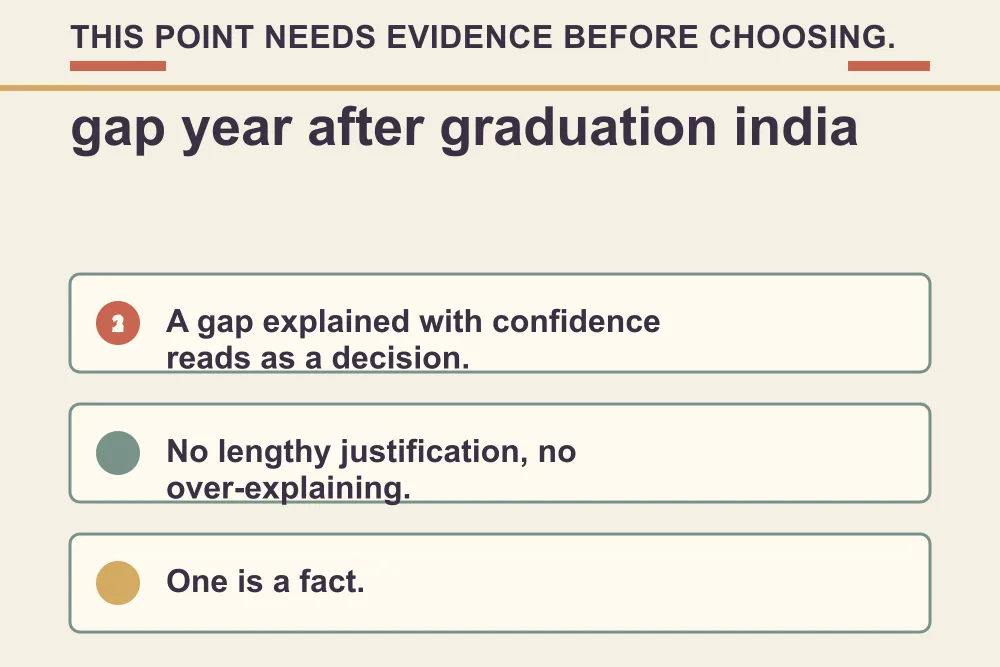 THIS POINT NEEDS EVIDENCE BEFORE CHOOSING.
gap year after graduation india
A gap explained with confidence
reads as a decision.
No lengthy justification, no
over-explaining.
One is a fact.